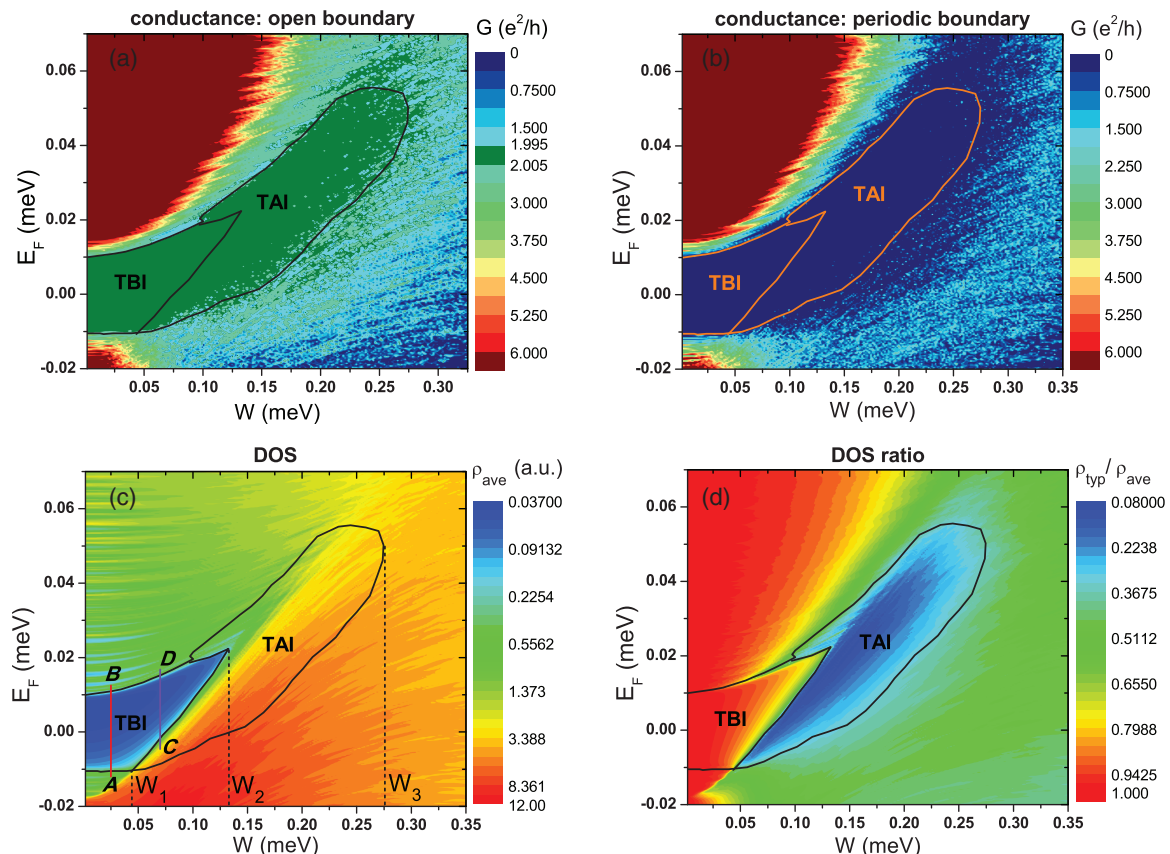 conductance: open boundary
G (e²/h)
(a)
TAI
TBI
0
0.7500
1.500
1.995
2.005
3.000
3.750
4.500
5.250
6.000
0.06
0.04
0.02
0.00
-0.02
E_F (meV)
0.05 0.10 0.15 0.20 0.25 0.30
W (meV)
conductance: periodic boundary
G (e²/h)
(b)
TAI
TBI
0
0.7500
1.500
2.250
3.000
3.750
4.500
5.250
6.000
0.06
0.04
0.02
0.00
-0.02
E_F (meV)
0.05 0.10 0.15 0.20 0.25 0.30 0.35
W (meV)
DOS
ρ_ave (a.u.)
(c)
TAI
B
D
TBI
C
A
W₁
W₂
W₃
0.03700
0.09132
0.2254
0.5562
1.373
3.388
8.361
12.00
0.06
0.04
0.02
0.00
-0.02
E_F (meV)
0.05 0.10 0.15 0.20 0.25 0.30 0.35
W (meV)
DOS ratio
ρ_typ/ρ_ave
(d)
TAI
TBI
0.08000
0.2238
0.3675
0.5112
0.6550
0.7988
0.9425
1.000
0.06
0.04
0.02
0.00
-0.02
E_F (meV)
0.05 0.10 0.15 0.20 0.25 0.30 0.35
W (meV)